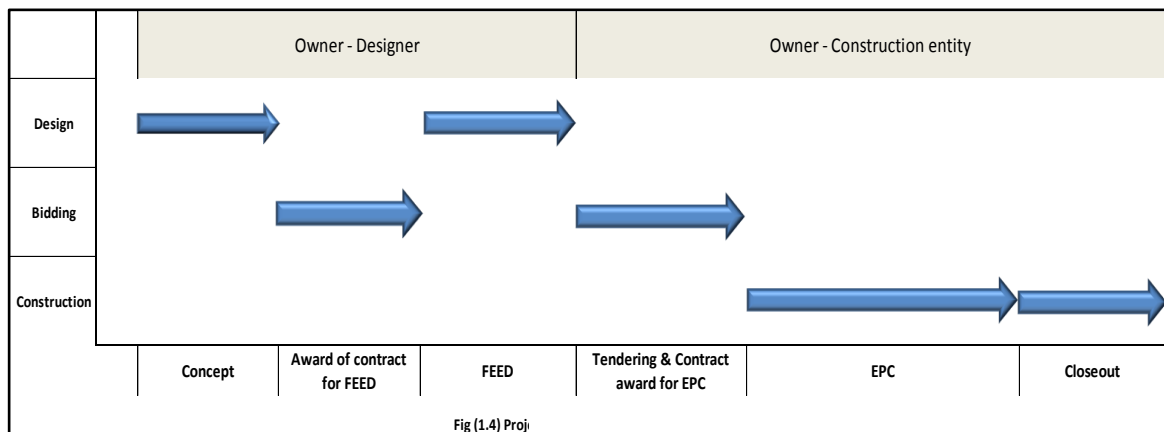 Owner - Designer
Owner - Construction entity
Design
Bidding
Construction
Concept
Award of contract
for FEED
FEED
Tendering & Contract
award for EPC
EPC
Closeout
Fig (1.4)